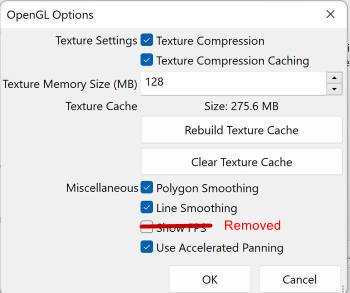 OpenGL Options
Texture Settings Texture Compression
Texture Compression Caching
Texture Memory Size (MB) 128
Texture Cache Size: 275.6 MB
Rebuild Texture Cache
Clear Texture Cache
Miscellaneous Polygon Smoothing
Line Smoothing
Show FPS Removed
Use Accelerated Panning
OK Cancel